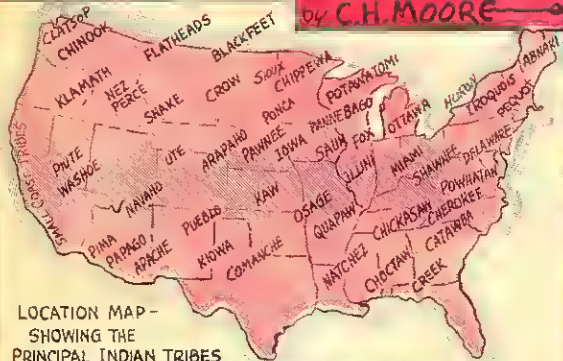 by C.H. MOORE
CLATSOP
CHINOOK
FLATHEADS
BLACKFEET
KLAMATH
NEZ
PERCE
SNAKE
CROW
SIOUX
CHIPPEWA
POTAWATOMI
PONCA
WINNEBAGO
OTTAWA
HURON
IROQUOIS
ABNAKI
PEQUOT
SMALL COAST TRIBES
PIUTE
WASHOE
UTE
ARAPAHO
PAWNEE
IOWA
SAUK
FOX
ILLINI
MIAMI
SHAWNEE
DELAWARE
POWHATAN
NAVAHO
PUEBLO
KAW
OSAGE
QUAPAW
CHICKASAW
CHEROKEE
CATAWBA
PIMA
PAPAGO
APACHE
KIOWA
COMANCHE
NATCHEZ
CHOCTAW
CREEK
LOCATION MAP -
SHOWING THE
PRINCIPAL INDIAN TRIBES